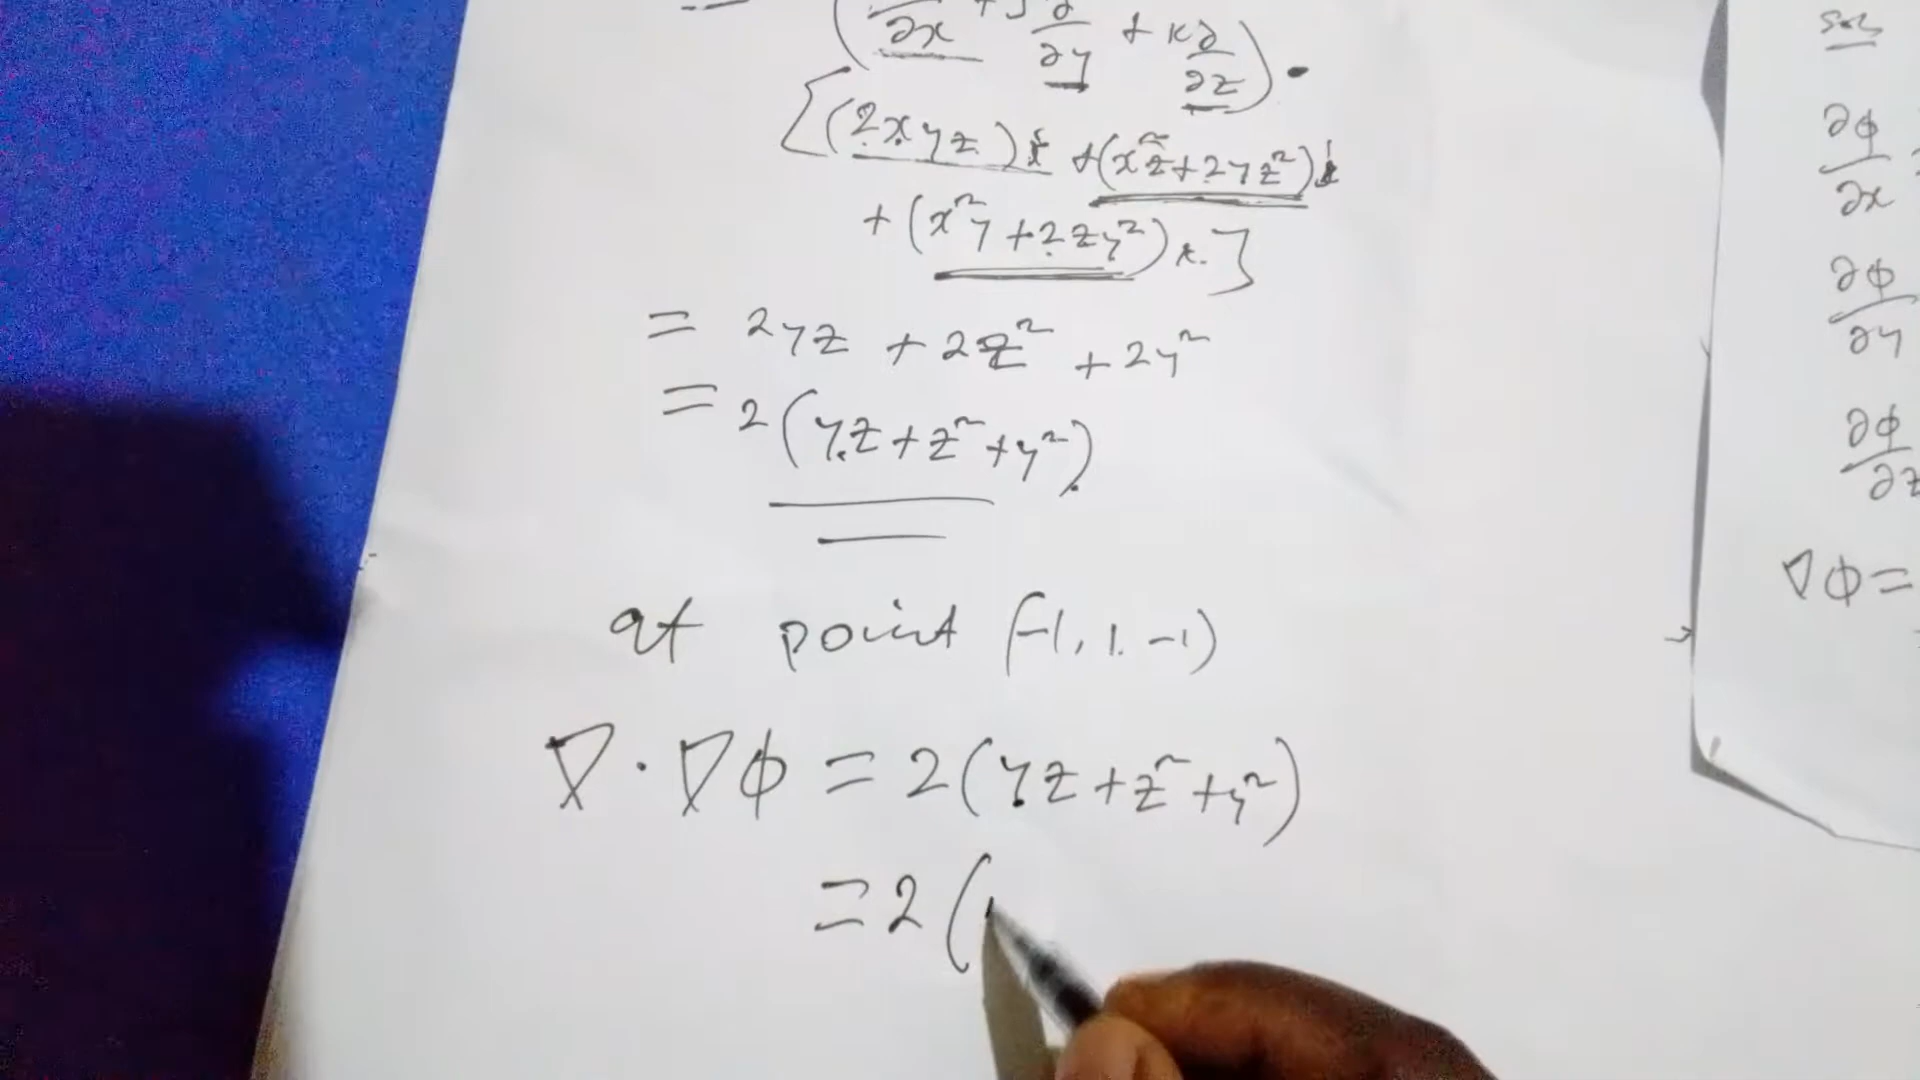 ∂x + j ∂/∂y + k ∂/∂z) .
[(2xyz)i + (x²z + 2yz²)j
+ (x²y + 2zy²)k ]
= 2yz + 2z² + 2y²
= 2(yz + z² + y²)
at point (-1, 1, -1)
∇ . ∇φ = 2(yz + z² + y²)
= 2(
Sol
∂φ
∂x
∂φ
∂y
∂φ
∂z
∇φ =